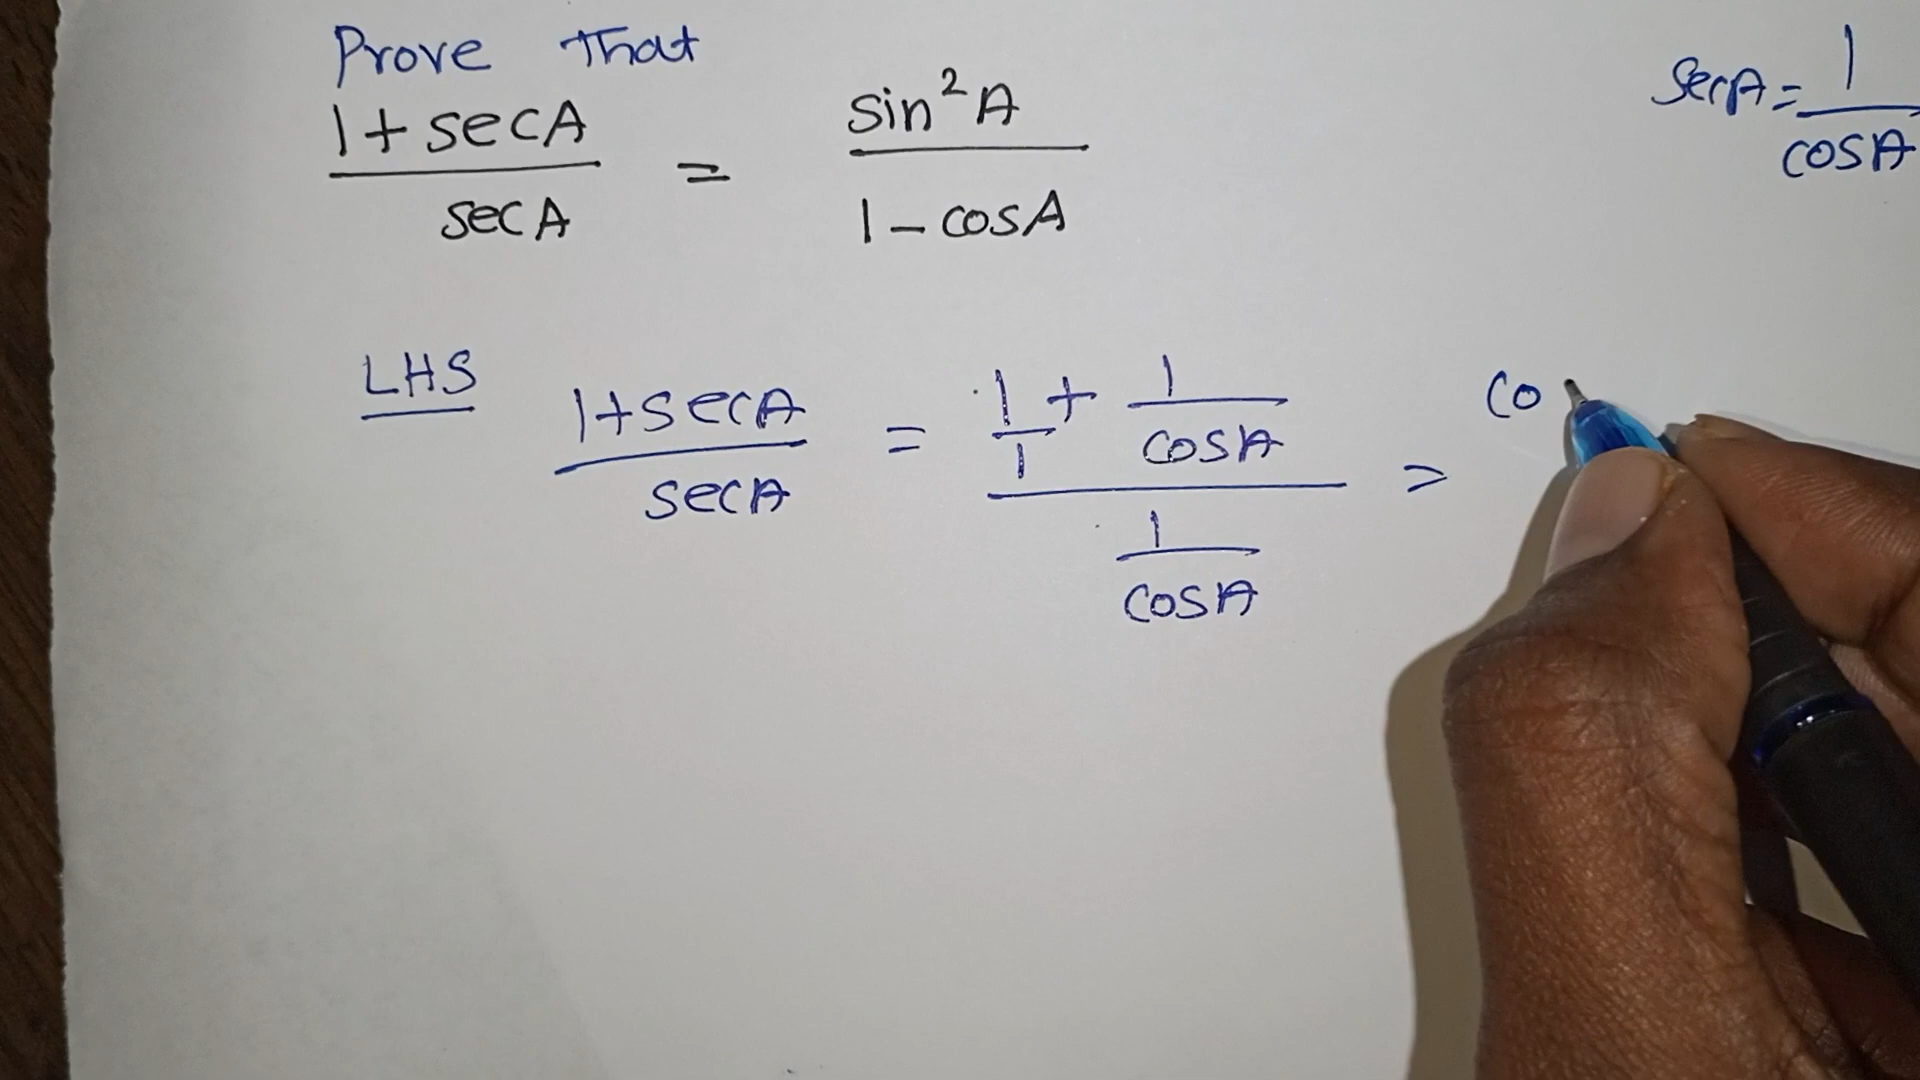 Prove That
1 + secA / secA = sin²A / 1 - cosA
secA = 1 / cosA
LHS 1+secA / secA = 1/1 + 1/cosA / 1/cosA = co